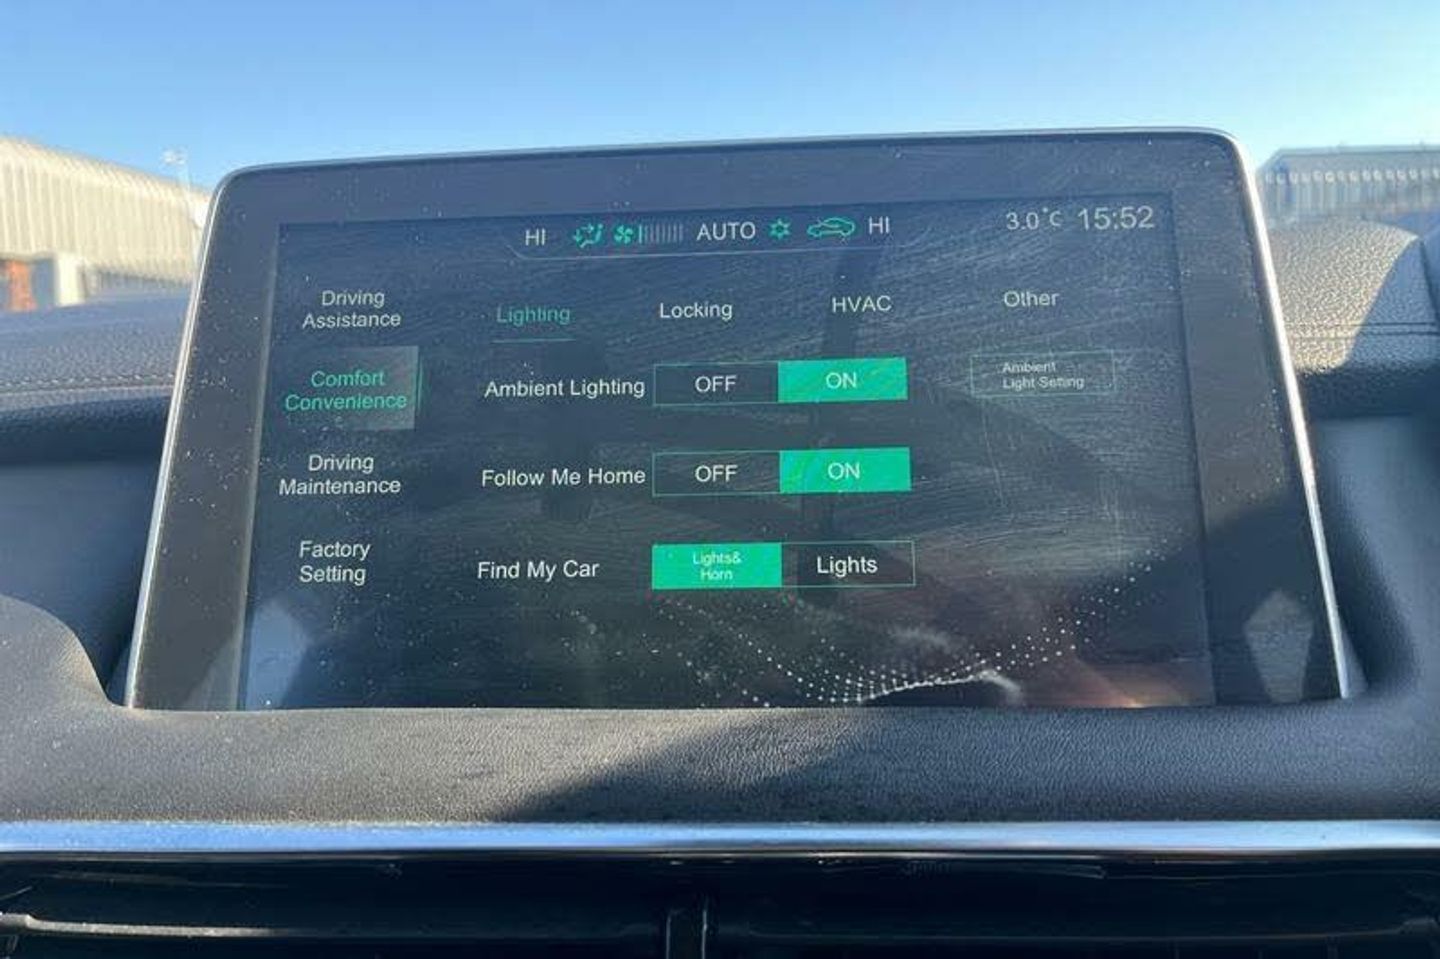 HI AUTO HI 3.0°C 15:52
Driving
Assistance
Lighting Locking HVAC Other
Comfort
Convenience
Ambient Lighting OFF ON
Ambient
Light Setting
Driving
Maintenance
Follow Me Home OFF ON
Factory
Setting
Find My Car
Lights&
Horn
Lights